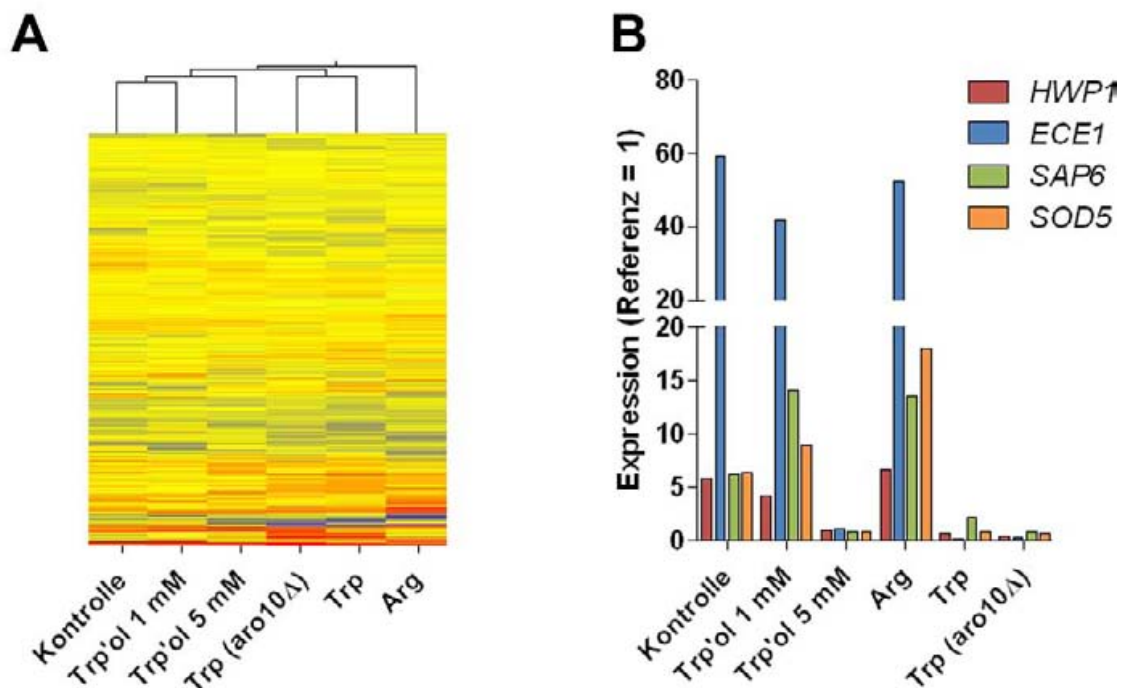 A
Kontrolle
Trp'ol 1 mM
Trp'ol 5 mM
Trp (aro10Δ)
Trp
Arg
B
Expression (Referenz = 1)
80
60
40
20
20
15
10
5
0
HWP1
ECE1
SAP6
SOD5
Kontrolle
Trp'ol 1 mM
Trp'ol 5 mM
Arg
Trp
Trp (aro10Δ)